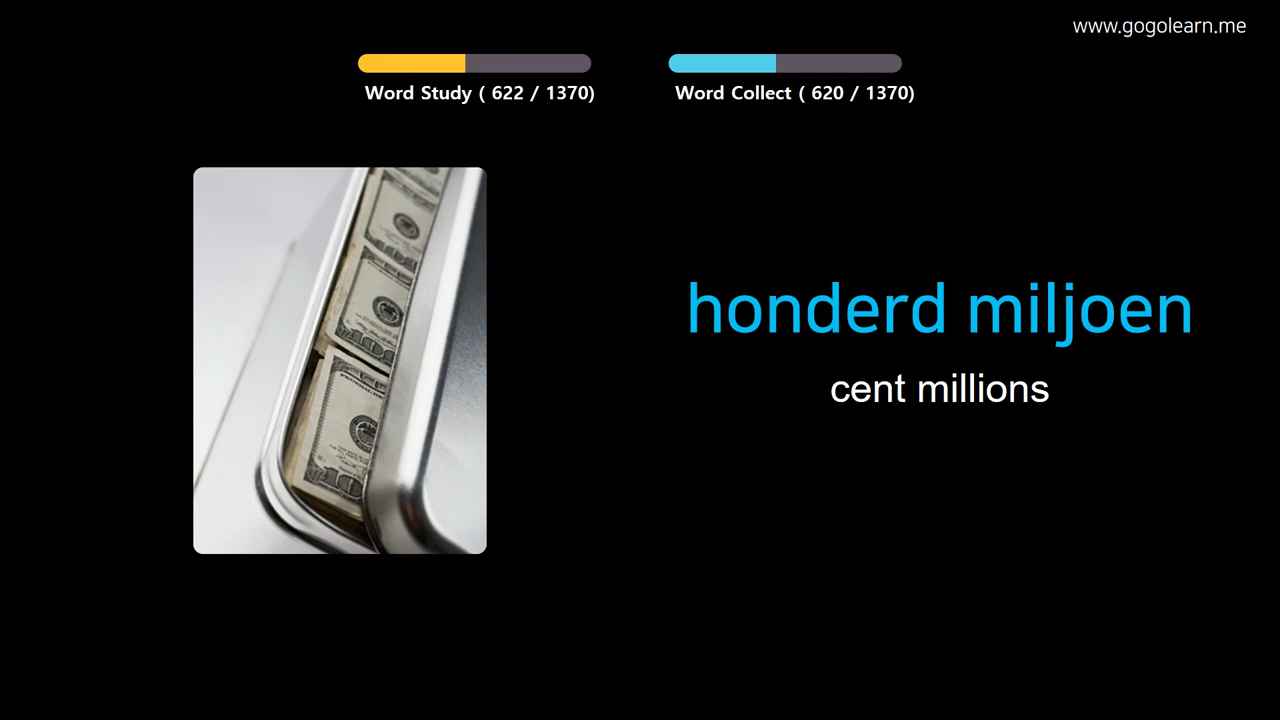 www.gogolearn.me
Word Study ( 622 / 1370)
Word Collect ( 620 / 1370)
honderd miljoen
cent millions